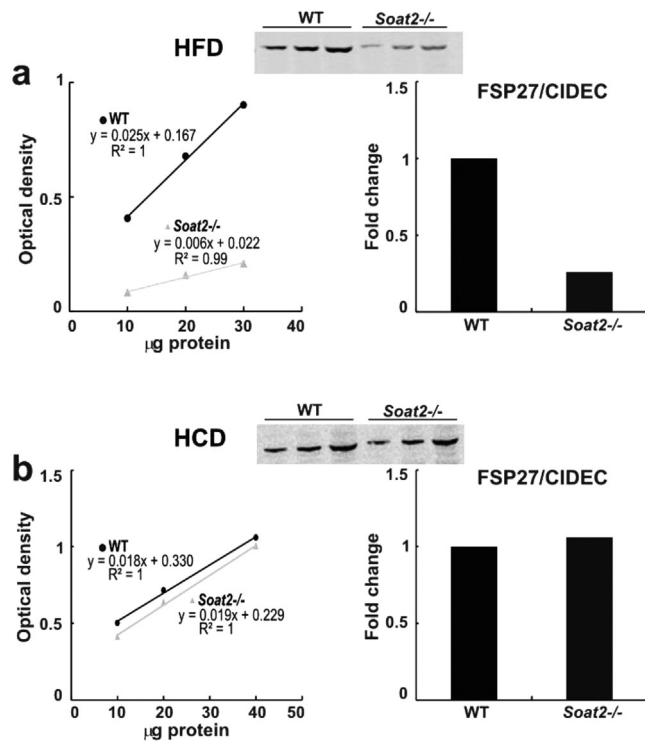 WT Soat2-/-
HFD
a
1
0.5
0
Optical density
WT
y = 0.025x + 0.167
R² = 1
Soat2-/-
y = 0.006x + 0.022
R² = 0.99
0 10 20 30 40
µg protein
FSP27/CIDEC
1.5
1
0.5
0
Fold change
WT Soat2-/-
WT Soat2-/-
HCD
b
1.5
1
0.5
0
Optical density
WT
y = 0.018x + 0.330
R² = 1
Soat2-/-
y = 0.019x + 0.229
R² = 1
0 10 20 30 40 50
µg protein
FSP27/CIDEC
1.5
1
0.5
0
Fold change
WT Soat2-/-